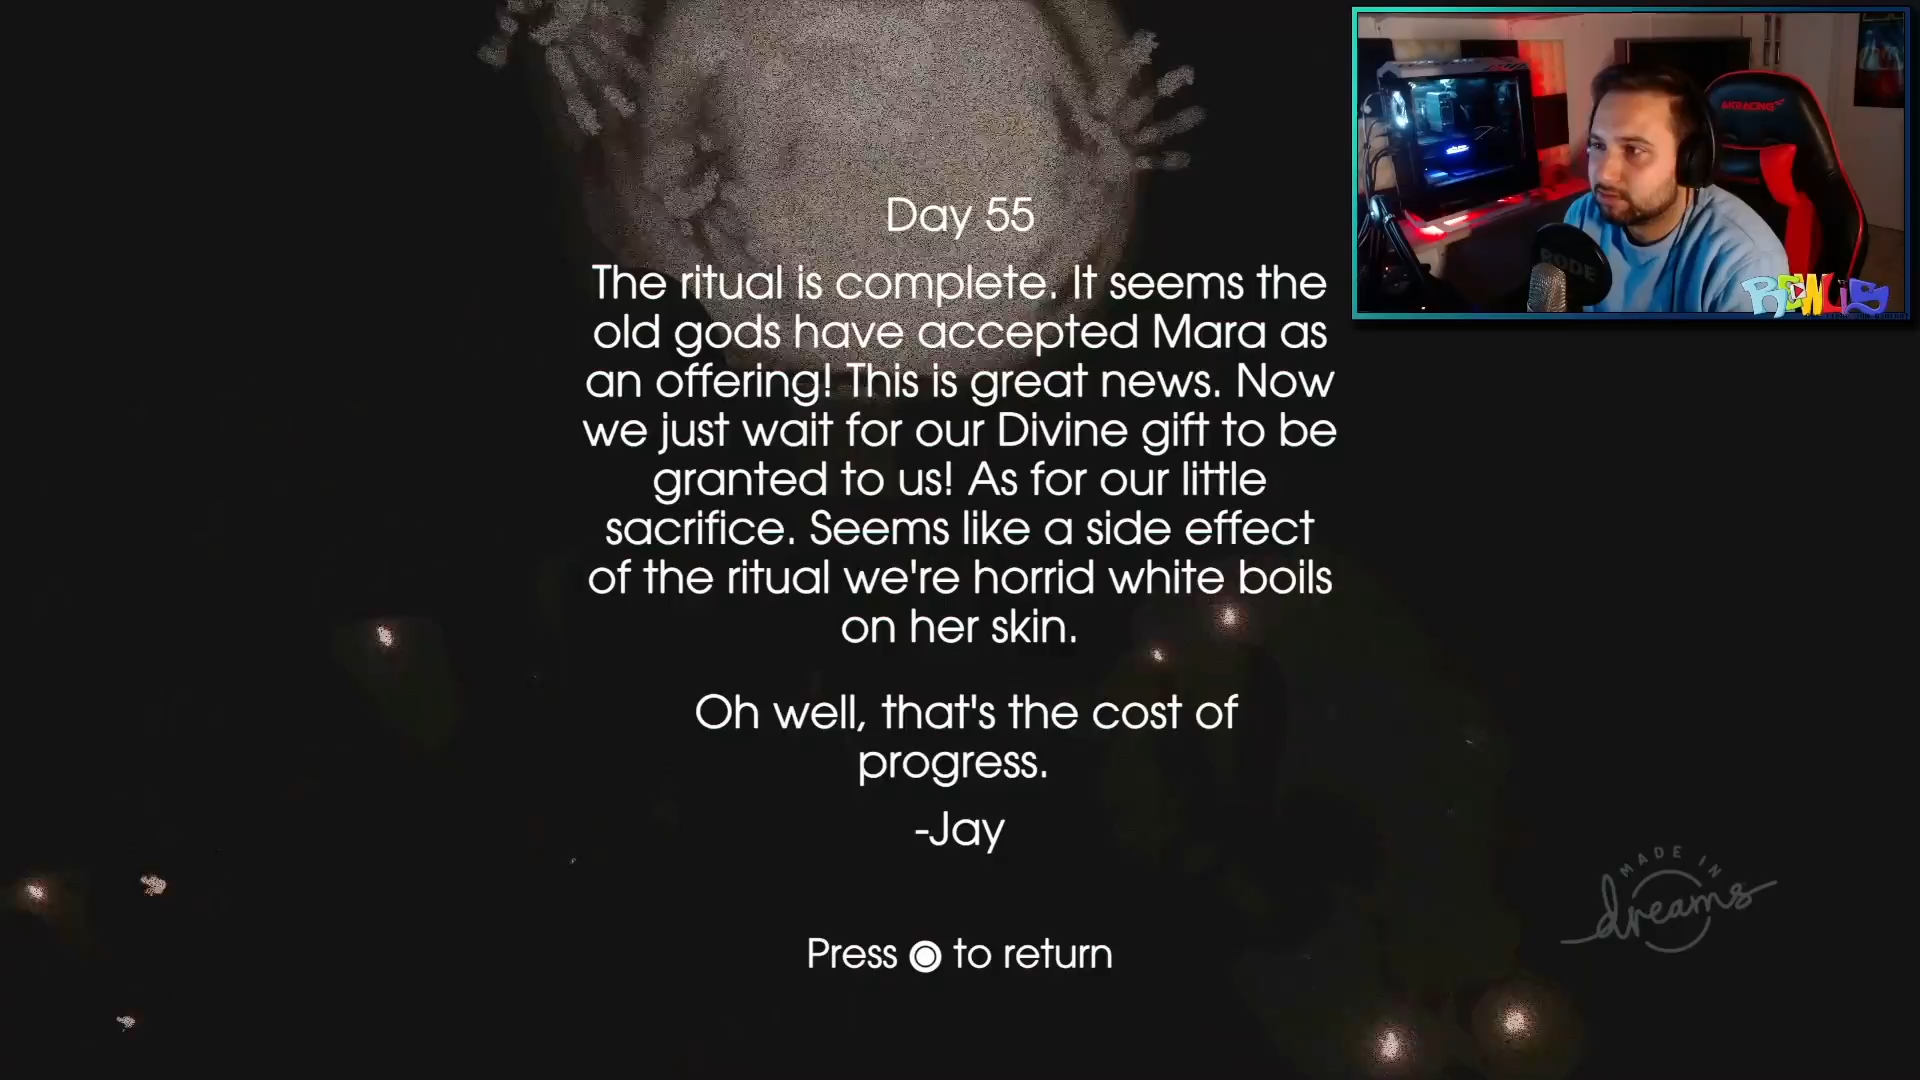 Day 55
The ritual is complete. It seems the
old gods have accepted Mara as
an offering! This is great news. Now
we just wait for our Divine gift to be
granted to us! As for our little
sacrifice. Seems like a side effect
of the ritual we're horrid white boils
on her skin.
Oh well, that's the cost of
progress.
-Jay
Press to return
MADE IN
dreams
RODE